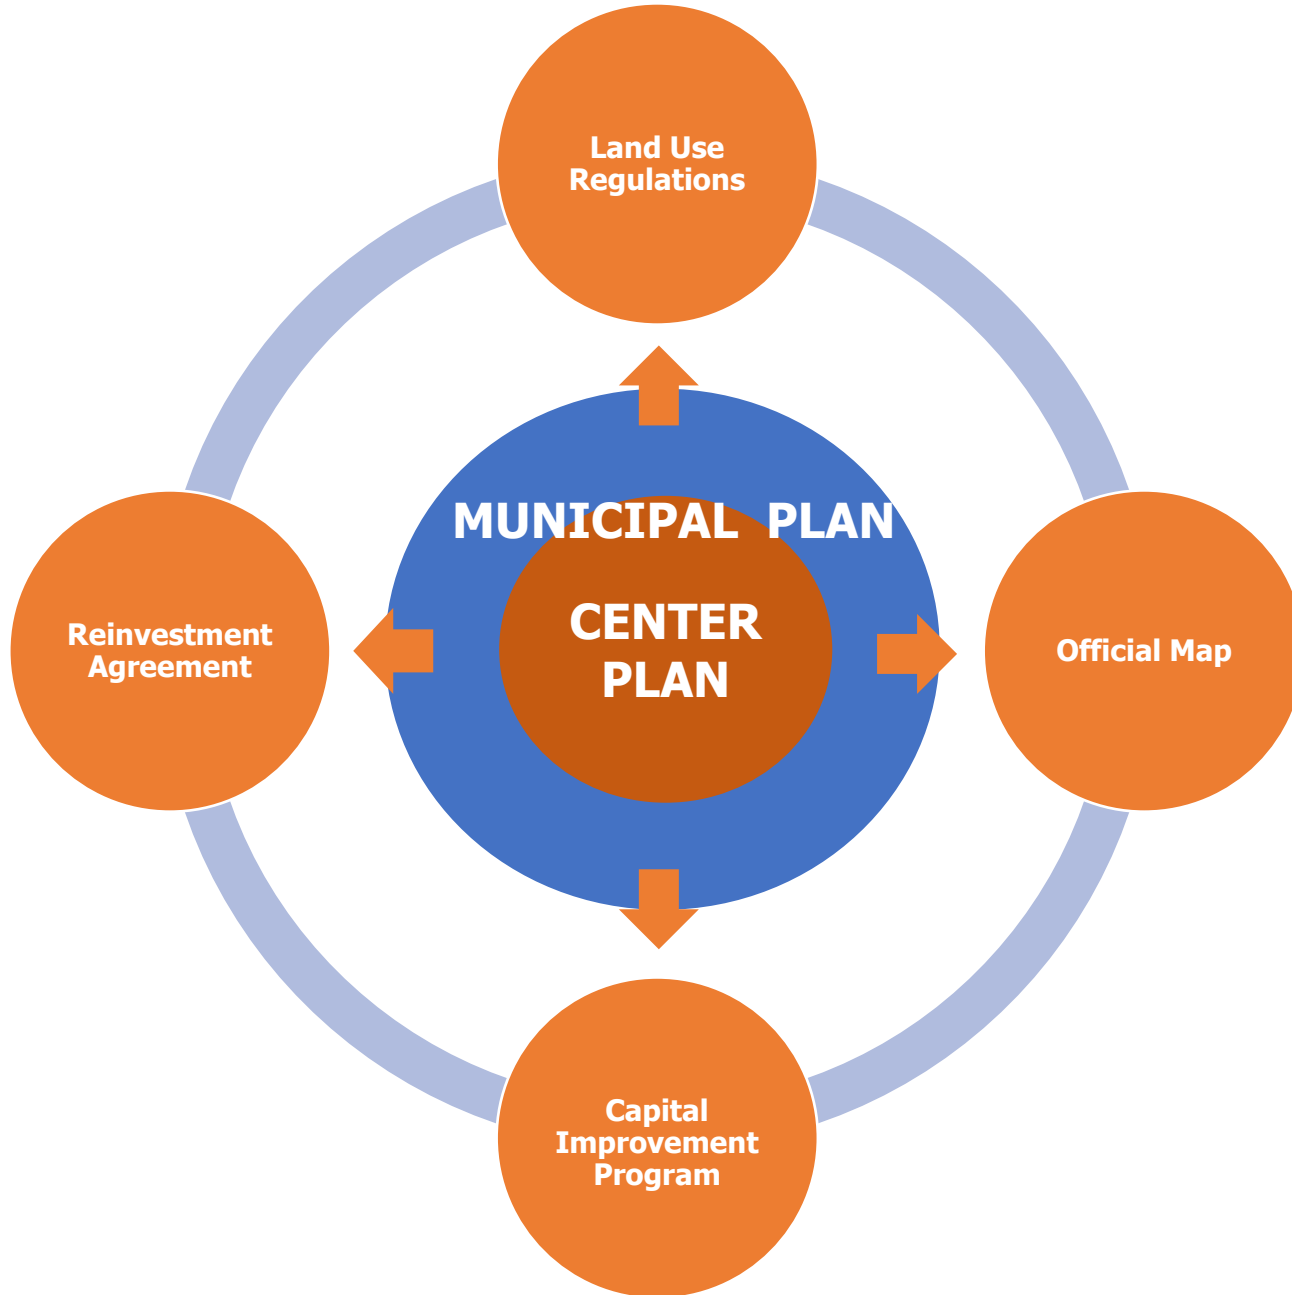 Land Use
Regulations
MUNICIPAL PLAN
CENTER
PLAN
Reinvestment
Agreement
Official Map
Capital
Improvement
Program